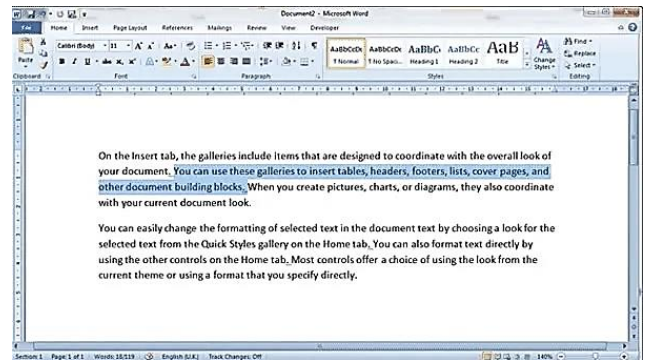 Document2 - Microsoft Word
File Home Insert Page Layout References Mailings Review View Developer
Calibri (Body) 11 Find
AaBbCcDc AaBbCcDc AaBbC AaBbCc AaB Replace
Paste B I U abc 1 Normal 1 No Spaci... Heading 1 Heading 2 Title Change Styles Select
Clipboard Font Paragraph Styles Editing
On the Insert tab, the galleries include items that are designed to coordinate with the overall look of
your document. You can use these galleries to insert tables, headers, footers, lists, cover pages, and
other document building blocks. When you create pictures, charts, or diagrams, they also coordinate
with your current document look.
You can easily change the formatting of selected text in the document text by choosing a look for the
selected text from the Quick Styles gallery on the Home tab. You can also format text directly by
using the other controls on the Home tab. Most controls offer a choice of using the look from the
current theme or using a format that you specify directly.
Section: 1 Page: 1 of 1 Words: 18/119 English (U.K.) Track Changes: Off 140%